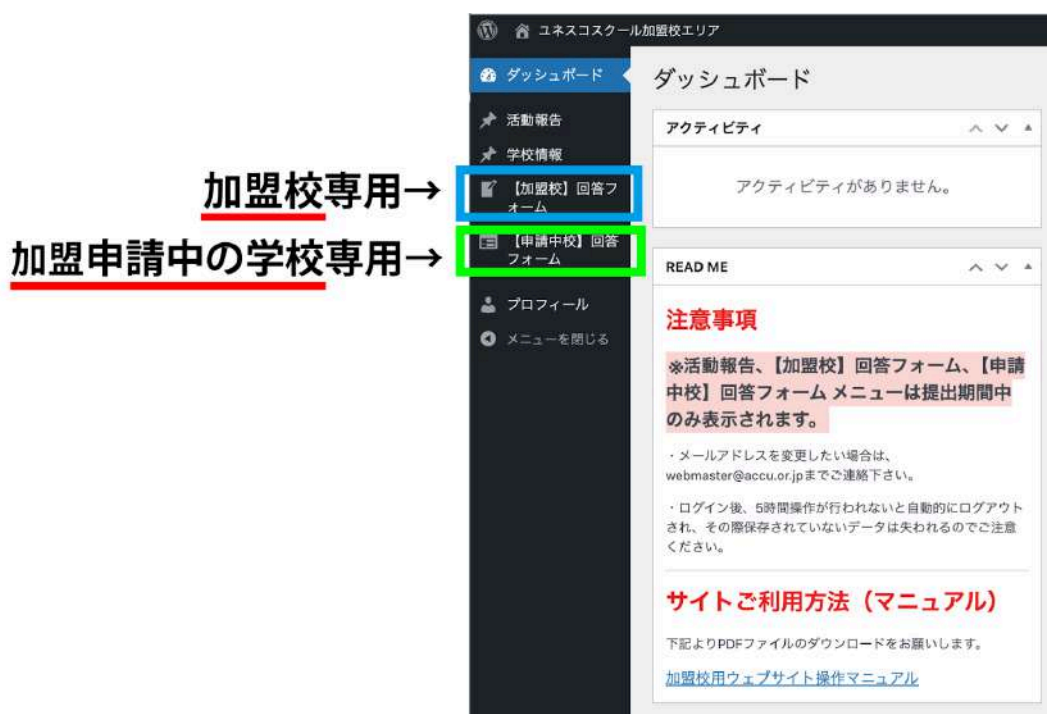 ユネスコスクール加盟校エリア
ダッシュボード
活動報告
学校情報
【加盟校】回答フ
ォーム
【申請中校】回答
フォーム
プロフィール
メニューを閉じる
加盟校専用→
加盟申請中の学校専用→
ダッシュボード
アクティビティ
アクティビティがありません。
READ ME
注意事項
※活動報告、【加盟校】回答フォーム、【申請
中校】回答フォーム メニューは提出期間中
のみ表示されます。
・メールアドレスを変更したい場合は、
webmaster@accu.or.jpまでご連絡下さい。
・ログイン後、5時間操作が行われないと自動的にログアウト
され、その際保存されていないデータは失われるのでご注意
ください。
サイトご利用方法（マニュアル）
下記よりPDFファイルのダウンロードをお願いします。
加盟校用ウェブサイト操作マニュアル